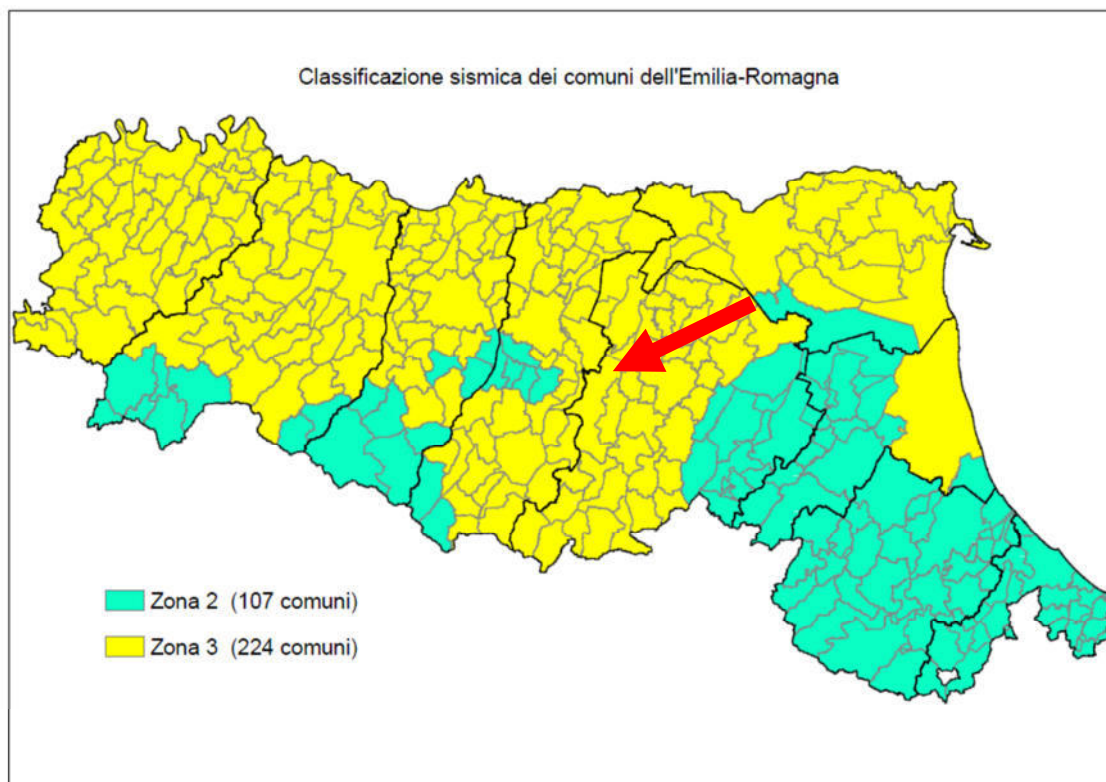 Classificazione sismica dei comuni dell'Emilia-Romagna
Zona 2 (107 comuni)
Zona 3 (224 comuni)